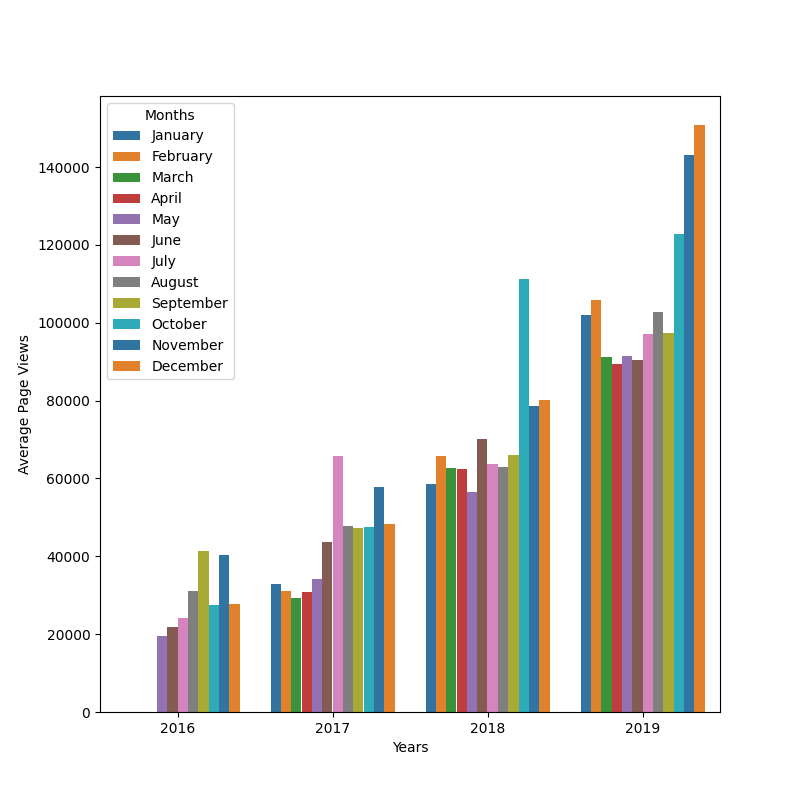 Months
January
February
March
April
May
June
July
August
September
October
November
December
140000
120000
100000
80000
60000
40000
20000
0
Average Page Views
2016 2017 2018 2019
Years